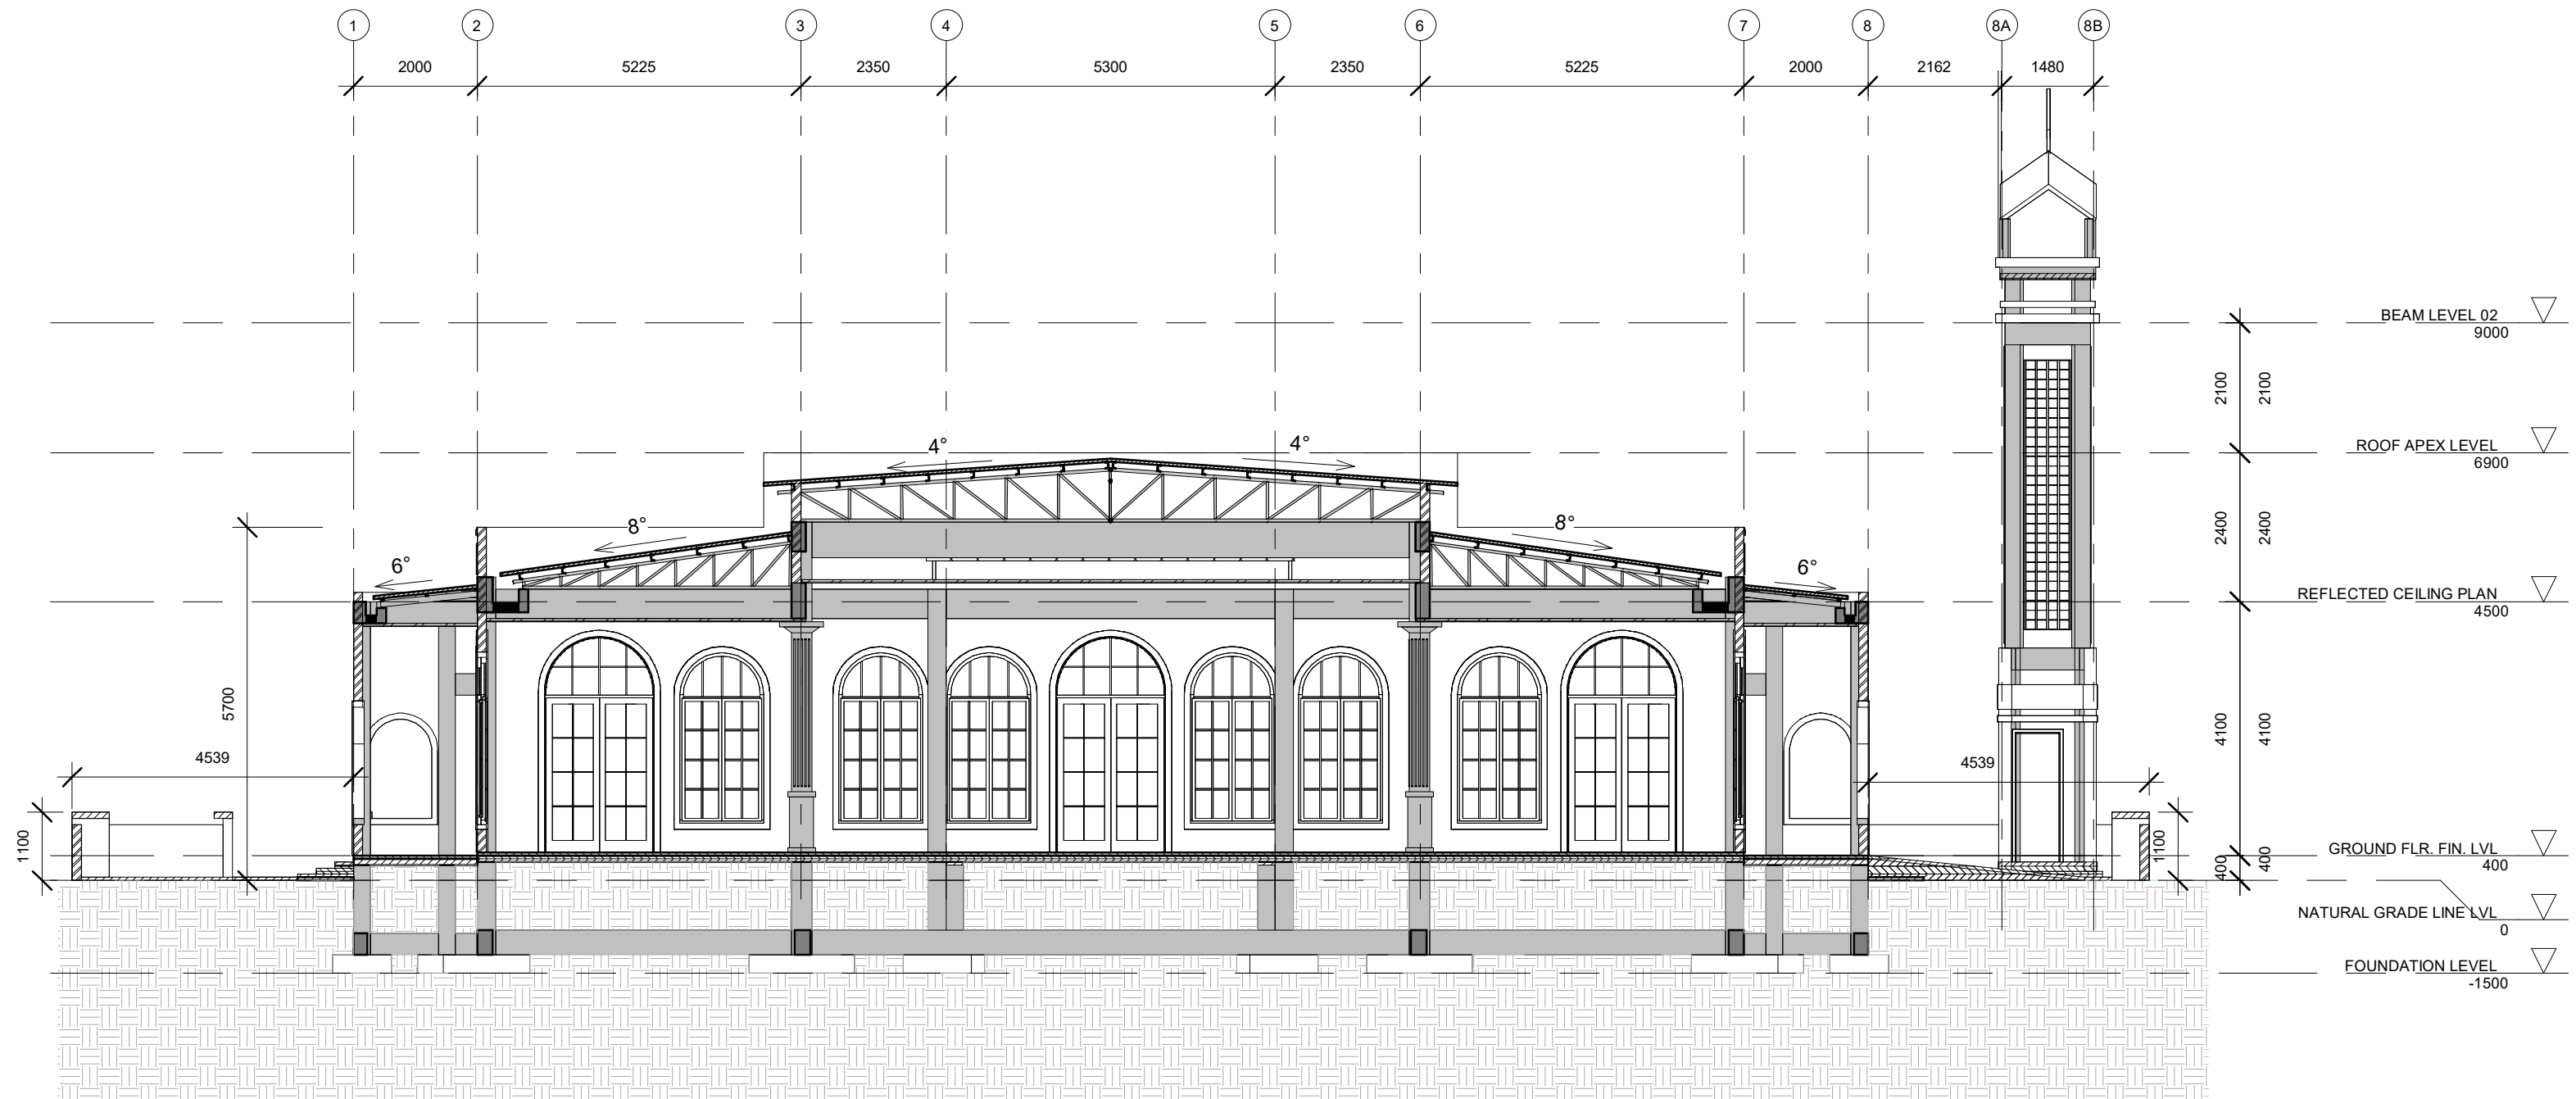 1 2 3 4 5 6 7 8 8A 8B
2000 5225 2350 5300 2350 5225 2000 2162 1480
BEAM LEVEL 02
9000
2100 2100
4° 4°
ROOF APEX LEVEL
6900
8° 8°
2400 2400
6° 6°
REFLECTED CEILING PLAN
4500
5700
4100 4100
4539 4539
1100 1100
GROUND FLR. FIN. LVL
400
400 400
NATURAL GRADE LINE LVL
0
FOUNDATION LEVEL
-1500